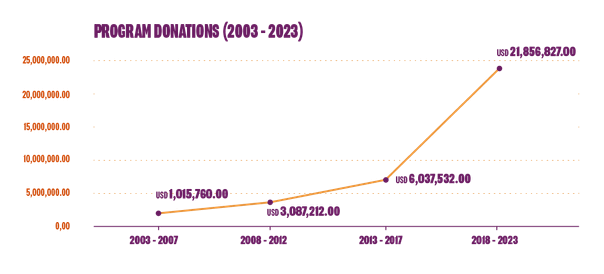 PROGRAM DONATIONS (2003 - 2023)
USD 21,856,827.00
25,000,000.00
20,000,000.00
15,000,000.00
10,000,000.00
USD 6,037,532.00
5,000,000.00
USD 1,015,760.00
USD 3,087,212.00
0,00
2003 - 2007
2008 - 2012
2013 - 2017
2018 - 2023